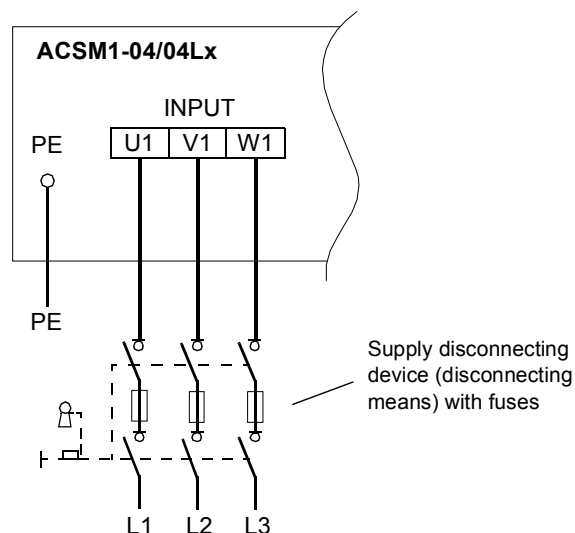 ACSM1-04/04Lx
INPUT
PE
U1 V1 W1
PE
Supply disconnecting
device (disconnecting
means) with fuses
L1 L2 L3